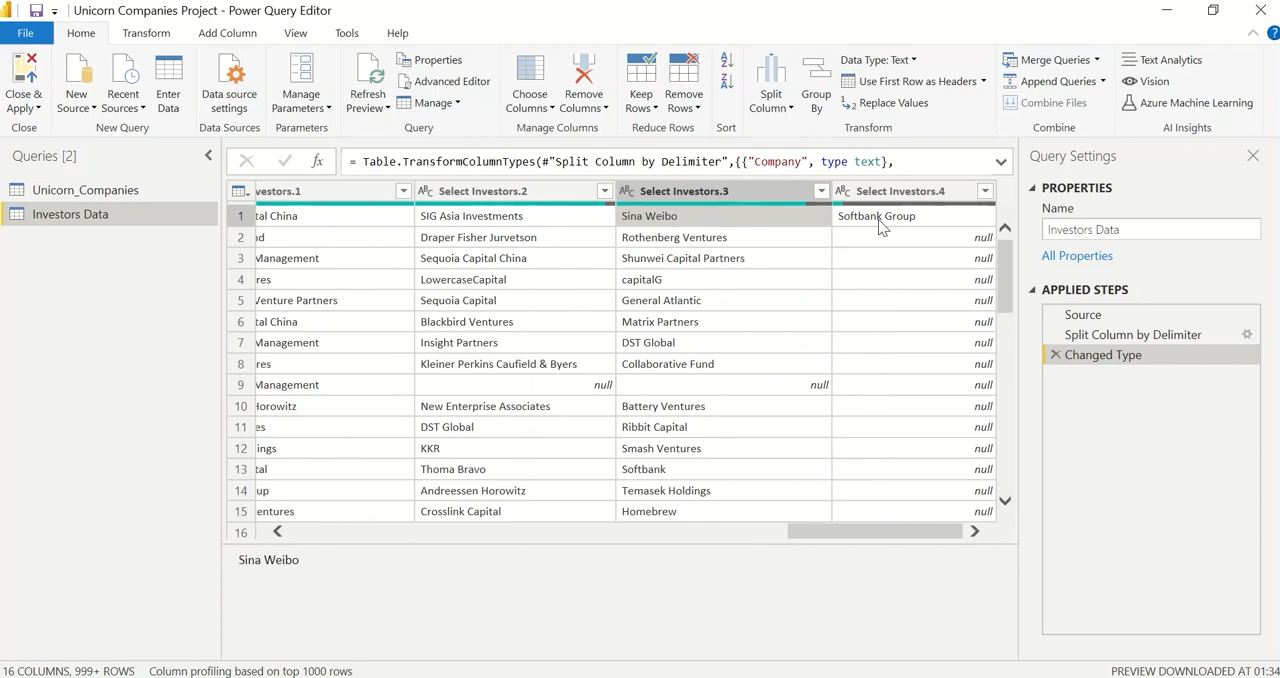 Unicorn Companies Project - Power Query Editor
File Home Transform Add Column View Tools Help
Close & Apply
New Source
Recent Sources
Enter Data
Data source settings
Manage Parameters
Refresh Preview
Properties
Advanced Editor
Manage
Choose Columns
Remove Columns
Keep Rows
Remove Rows
Split Column
Group By
Data Type: Text
Use First Row as Headers
Replace Values
Merge Queries
Append Queries
Combine Files
Text Analytics
Vision
Azure Machine Learning
Close New Query Data Sources Parameters Query Manage Columns Reduce Rows Sort Transform Combine AI Insights
Queries [2]
Unicorn_Companies
Investors Data
fx = Table.TransformColumnTypes(#"Split Column by Delimiter",{{"Company", type text},
vestors.1 ABC Select Investors.2 ABC Select Investors.3 ABC Select Investors.4
1 tal China SIG Asia Investments Sina Weibo Softbank Group
2 nd Draper Fisher Jurvetson Rothenberg Ventures null
3 Management Sequoia Capital China Shunwei Capital Partners null
4 res LowercaseCapital capitalG null
5 Venture Partners Sequoia Capital General Atlantic null
6 tal China Blackbird Ventures Matrix Partners null
7 Management Insight Partners DST Global null
8 res Kleiner Perkins Caufield & Byers Collaborative Fund null
9 Management null null null
10 Horowitz New Enterprise Associates Battery Ventures null
11 es DST Global Ribbit Capital null
12 ings KKR Smash Ventures null
13 tal Thoma Bravo Softbank null
14 up Andreessen Horowitz Temasek Holdings null
15 entures Crosslink Capital Homebrew null
16
Sina Weibo
Query Settings
PROPERTIES
Name
Investors Data
All Properties
APPLIED STEPS
Source
Split Column by Delimiter
Changed Type
16 COLUMNS, 999+ ROWS Column profiling based on top 1000 rows PREVIEW DOWNLOADED AT 01:34